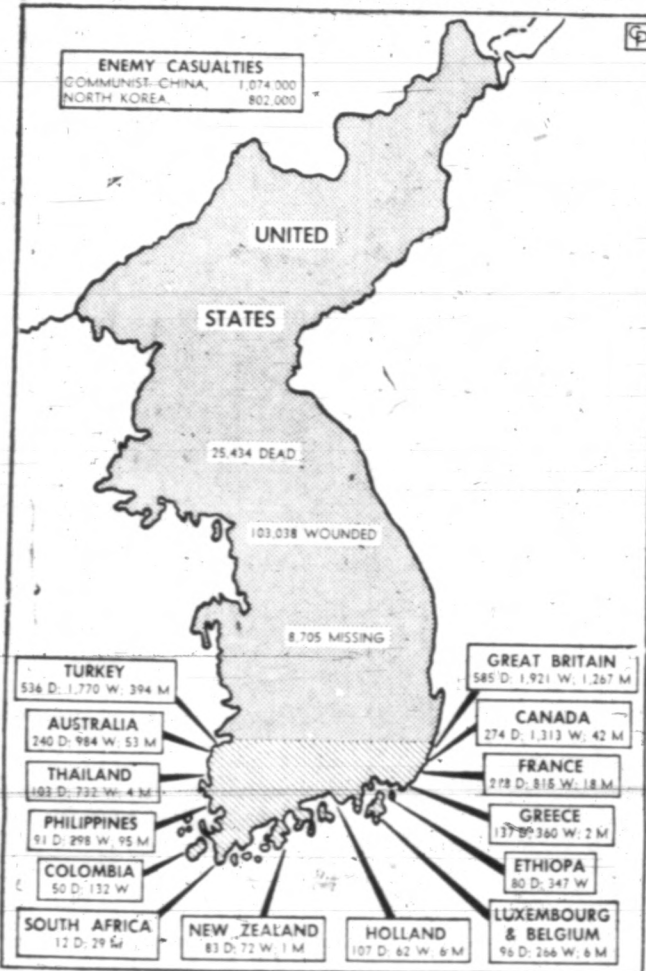 CP
ENEMY CASUALTIES
COMMUNIST CHINA, 1,074,000
NORTH KOREA, 802,000
UNITED
STATES
25,434 DEAD
103,038 WOUNDED
8,705 MISSING
TURKEY
536 D; 1,770 W; 394 M
AUSTRALIA
240 D; 984 W; 53 M
THAILAND
103 D; 732 W; 4 M
PHILIPPINES
91 D; 298 W, 95 M
COLOMBIA
50 D; 132 W
SOUTH AFRICA
12 D; 29 M
NEW ZEALAND
83 D; 72 W; 1 M
HOLLAND
107 D; 62 W; 6 M
GREAT BRITAIN
585 D; 1,921 W; 1,267 M
CANADA
274 D; 1,313 W; 42 M
FRANCE
W; 18 M
GREECE
360 W; 2 M
ETHIOPA
80 D; 347 W
LUXEMBOURG
& BELGIUM
96 D; 266 W; 6 M